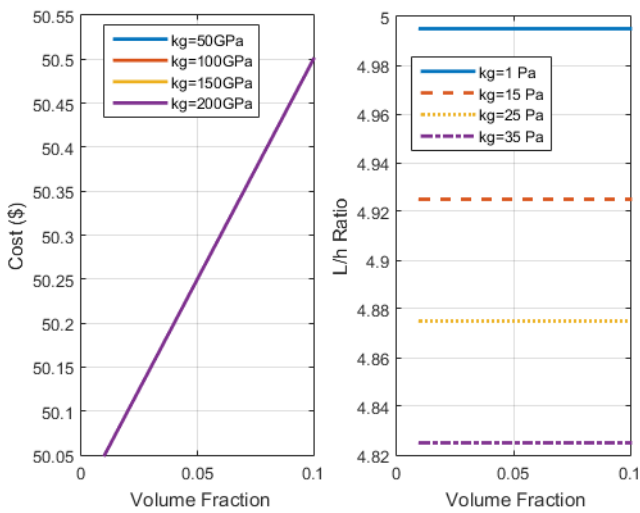 50.55
50.5
50.45
50.4
50.35
50.3
50.25
50.2
50.15
50.1
50.05
0
0.05
0.1
Cost ($)
Volume Fraction
kg=50GPa
kg=100GPa
kg=150GPa
kg=200GPa
5
4.98
4.96
4.94
4.92
4.9
4.88
4.86
4.84
4.82
0
0.05
0.1
L/h Ratio
Volume Fraction
kg=1 Pa
kg=15 Pa
kg=25 Pa
kg=35 Pa